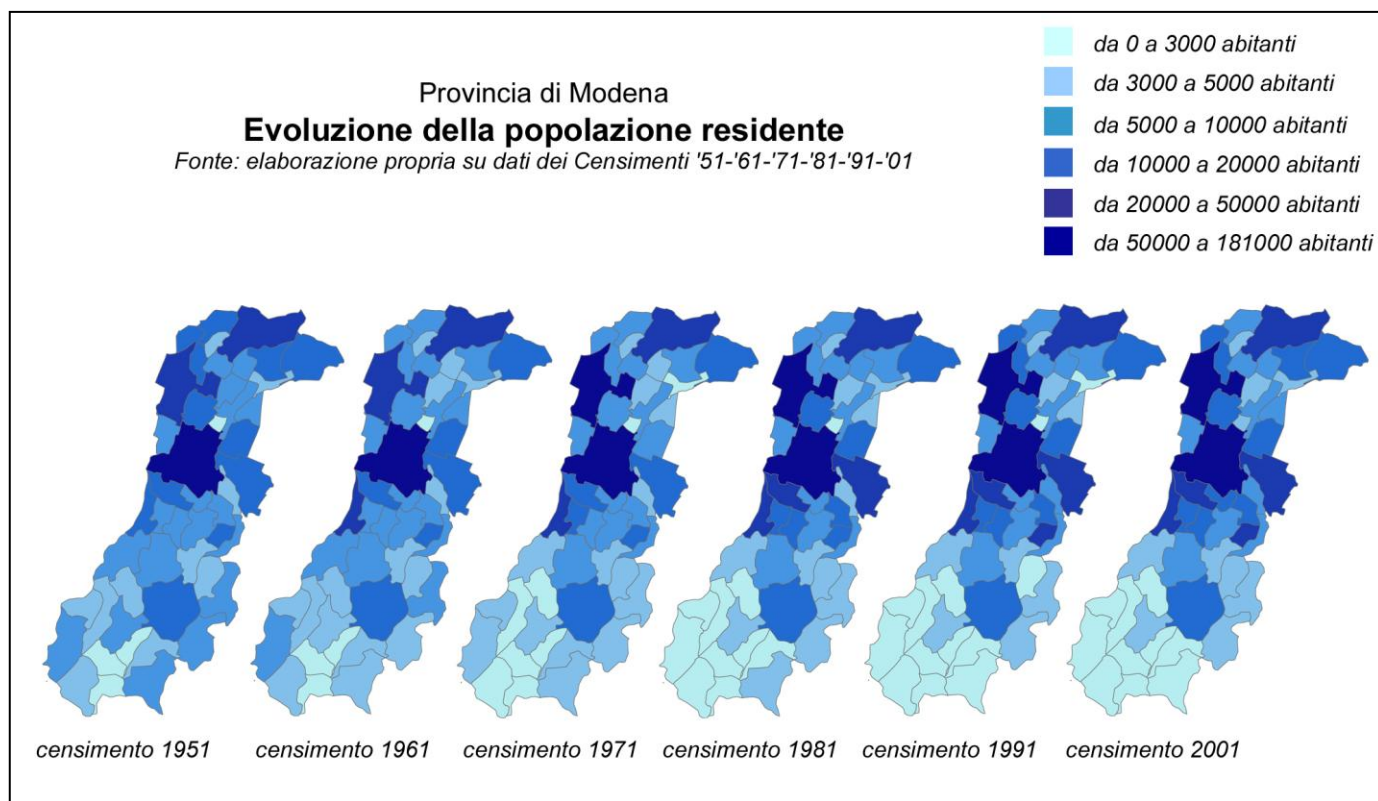 Provincia di Modena
Evoluzione della popolazione residente
Fonte: elaborazione propria su dati dei Censimenti '51-'61-'71-'81-'91-'01
da 0 a 3000 abitanti
da 3000 a 5000 abitanti
da 5000 a 10000 abitanti
da 10000 a 20000 abitanti
da 20000 a 50000 abitanti
da 50000 a 181000 abitanti
censimento 1951
censimento 1961
censimento 1971
censimento 1981
censimento 1991
censimento 2001